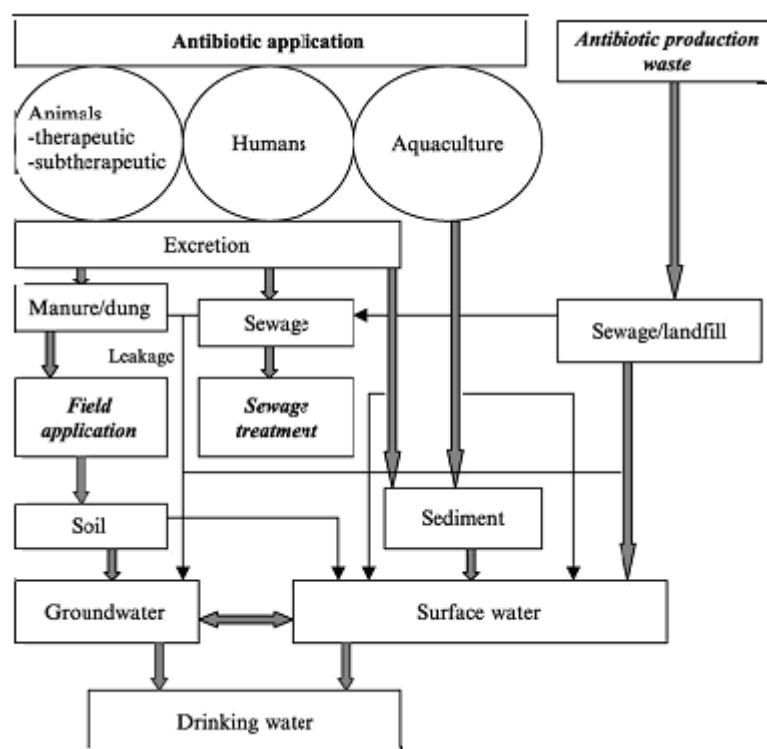 Antibiotic application
Antibiotic production
waste
Animals
-therapeutic
-subtherapeutic
Humans
Aquaculture
Excretion
Manure/dung
Sewage
Sewage/landfill
Leakage
Field
application
Sewage
treatment
Soil
Sediment
Groundwater
Surface water
Drinking water